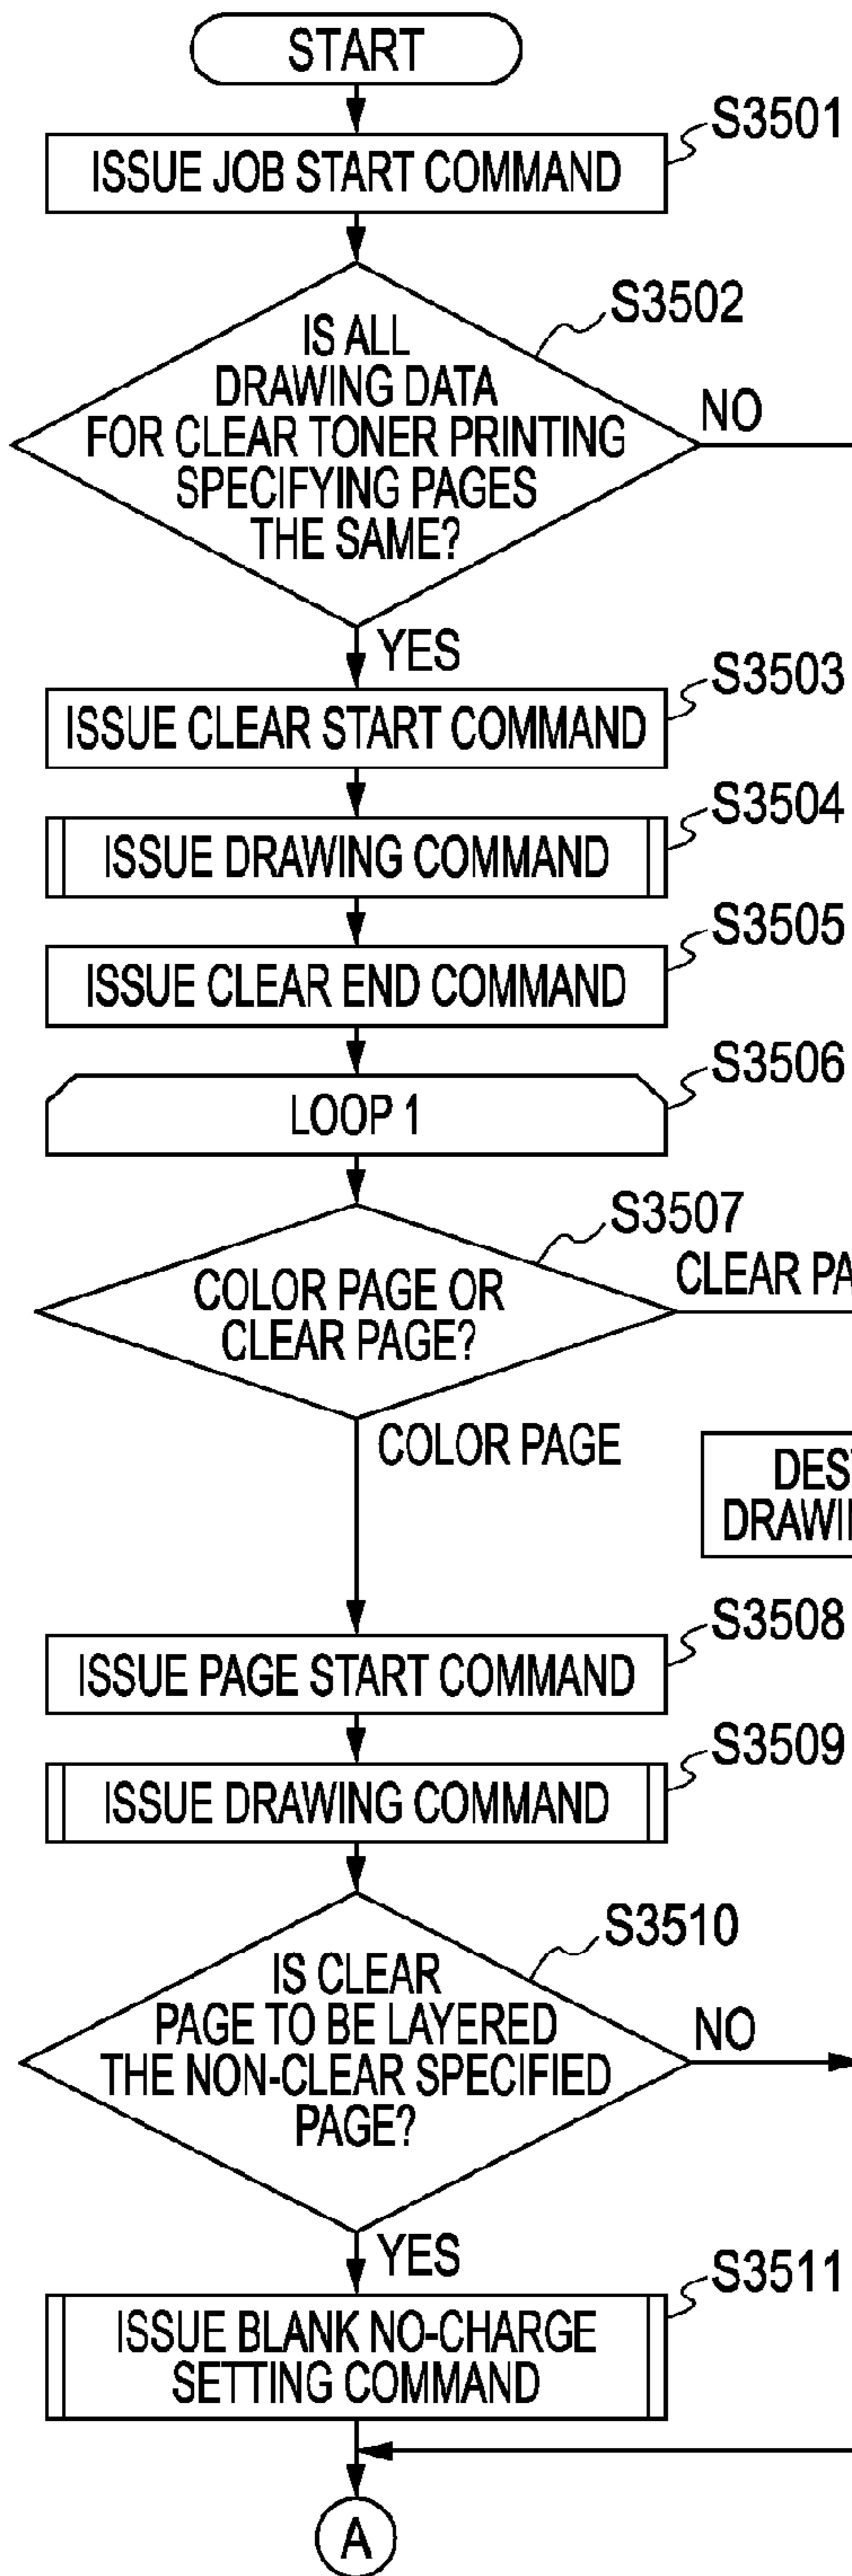 START
S3501
ISSUE JOB START COMMAND
S3502
IS ALL
DRAWING DATA
FOR CLEAR TONER PRINTING
SPECIFYING PAGES
THE SAME?
NO
YES
S3503
ISSUE CLEAR START COMMAND
S3504
ISSUE DRAWING COMMAND
S3505
ISSUE CLEAR END COMMAND
S3506
LOOP 1
S3507
COLOR PAGE OR
CLEAR PAGE?
CLEAR PA
COLOR PAGE
DEST
DRAWIN
S3508
ISSUE PAGE START COMMAND
S3509
ISSUE DRAWING COMMAND
S3510
IS CLEAR
PAGE TO BE LAYERED
THE NON-CLEAR SPECIFIED
PAGE?
NO
YES
S3511
ISSUE BLANK NO-CHARGE
SETTING COMMAND
A